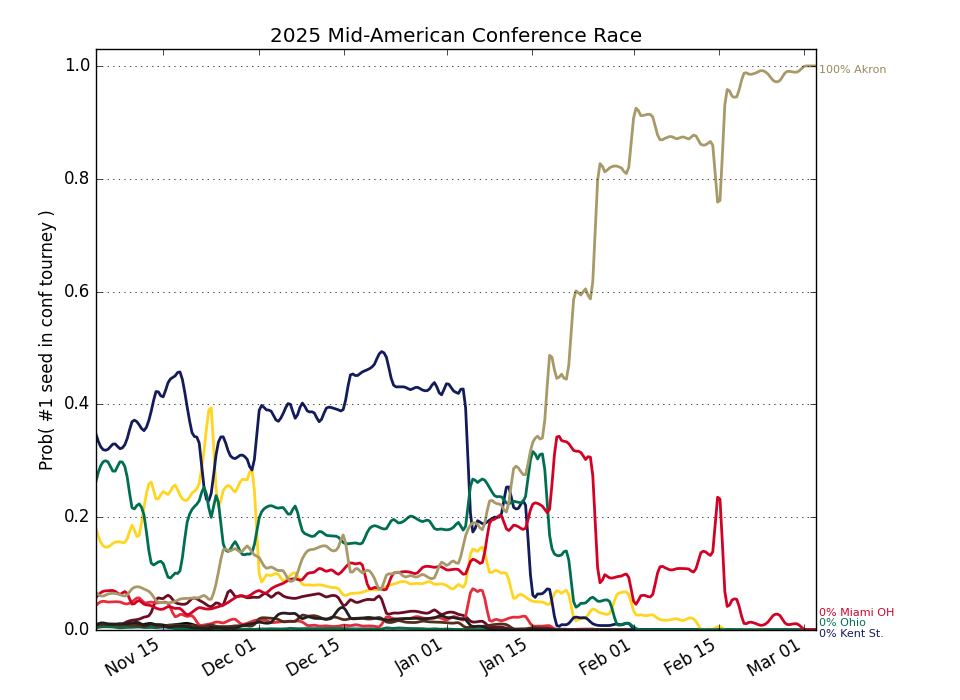 2025 Mid-American Conference Race
Prob( #1 seed in conf tourney )
1.0
0.8
0.6
0.4
0.2
0.0
100% Akron
0% Miami OH
0% Ohio
0% Kent St.
Nov 15
Dec 01
Dec 15
Jan 01
Jan 15
Feb 01
Feb 15
Mar 01